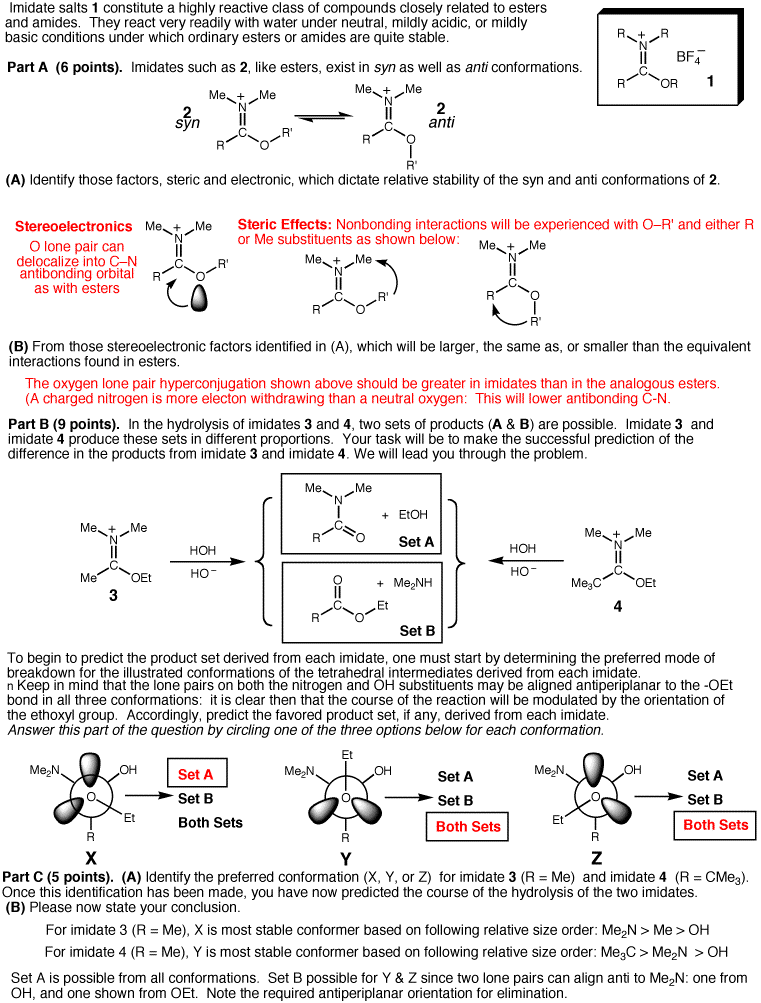 Imidate salts 1 constitute a highly reactive class of compounds closely related to esters
and amides. They react very readily with water under neutral, mildly acidic, or mildly
basic conditions under which ordinary esters or amides are quite stable.
R + R
N
C
R OR
BF4−
1
Part A (6 points). Imidates such as 2, like esters, exist in syn as well as anti conformations.
2
syn
Me + Me
N
C
R O R'
Me + Me
N
C
R O
R'
2
anti
(A) Identify those factors, steric and electronic, which dictate relative stability of the syn and anti conformations of 2.
Stereoelectronics
O lone pair can
delocalize into C–N
antibonding orbital
as with esters
Me + Me
N
C
R O R'
Steric Effects: Nonbonding interactions will be experienced with O–R' and either R
or Me substituents as shown below:
Me + Me
N
C
R O R'
Me + Me
N
C
R O
R'
(B) From those stereoelectronic factors identified in (A), which will be larger, the same as, or smaller than the equivalent
interactions found in esters.
The oxygen lone pair hyperconjugation shown above should be greater in imidates than in the analogous esters.
(A charged nitrogen is more electon withdrawing than a neutral oxygen: This will lower antibonding C-N.
Part B (9 points). In the hydrolysis of imidates 3 and 4, two sets of products (A & B) are possible. Imidate 3 and
imidate 4 produce these sets in different proportions. Your task will be to make the successful prediction of the
difference in the products from imidate 3 and imidate 4. We will lead you through the problem.
Me + Me
N
C
Me OEt
3
HOH
HO−
Me Me
N
C
R O
+ EtOH
Set A
O
C
R O Et
+ Me2NH
Set B
HOH
HO−
Me + Me
N
C
Me3C OEt
4
To begin to predict the product set derived from each imidate, one must start by determining the preferred mode of
breakdown for the illustrated conformations of the tetrahedral intermediates derived from each imidate.
n Keep in mind that the lone pairs on both the nitrogen and OH substituents may be aligned antiperiplanar to the -OEt
bond in all three conformations: it is clear then that the course of the reaction will be modulated by the orientation of
the ethoxyl group. Accordingly, predict the favored product set, if any, derived from each imidate.
Answer this part of the question by circling one of the three options below for each conformation.
Me2N OH
O
Et
R
X
Set A
Set B
Both Sets
Et
Me2N OH
O
R
Y
Set A
Set B
Both Sets
Me2N OH
O
Et
R
Z
Set A
Set B
Both Sets
Part C (5 points). (A) Identify the preferred conformation (X, Y, or Z) for imidate 3 (R = Me) and imidate 4 (R = CMe3).
Once this identification has been made, you have now predicted the course of the hydrolysis of the two imidates.
(B) Please now state your conclusion.
For imidate 3 (R = Me), X is most stable conformer based on following relative size order: Me2N > Me > OH
For imidate 4 (R = Me), Y is most stable conformer based on following relative size order: Me3C > Me2N > OH
Set A is possible from all conformations. Set B possible for Y & Z since two lone pairs can align anti to Me2N: one from
OH, and one shown from OEt. Note the required antiperiplanar orientation for elimination.